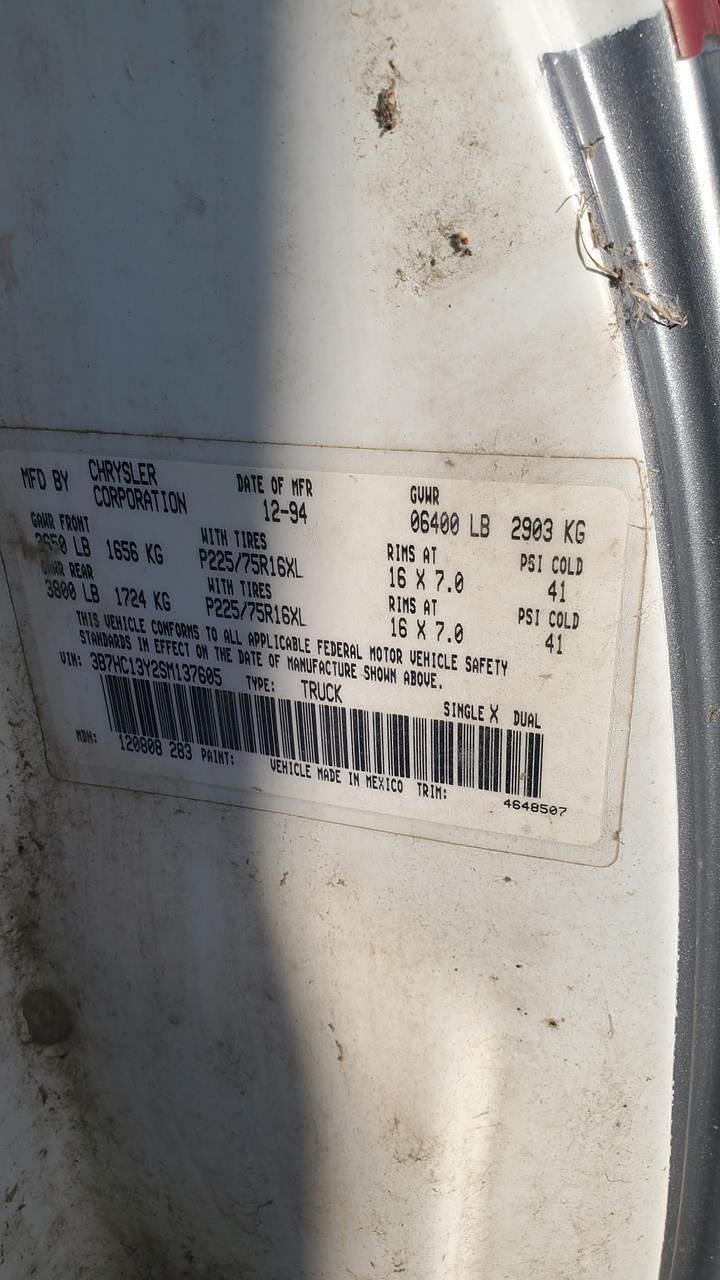 MFD BY CHRYSLER CORPORATION DATE OF MFR 12-94 GVWR 06400 LB 2903 KG
GAWR FRONT WITH TIRES RIMS AT PSI COLD
3650 LB 1656 KG P225/75R16XL 16 X 7.0 41
GAWR REAR WITH TIRES RIMS AT PSI COLD
3800 LB 1724 KG P225/75R16XL 16 X 7.0 41
THIS VEHICLE CONFORMS TO ALL APPLICABLE FEDERAL MOTOR VEHICLE SAFETY
STANDARDS IN EFFECT ON THE DATE OF MANUFACTURE SHOWN ABOVE.
VIN: 3B7HC13Y2SM137605 TYPE: TRUCK SINGLE X DUAL
MDH: 120808 283 PAINT: VEHICLE MADE IN MEXICO TRIM:
4648507